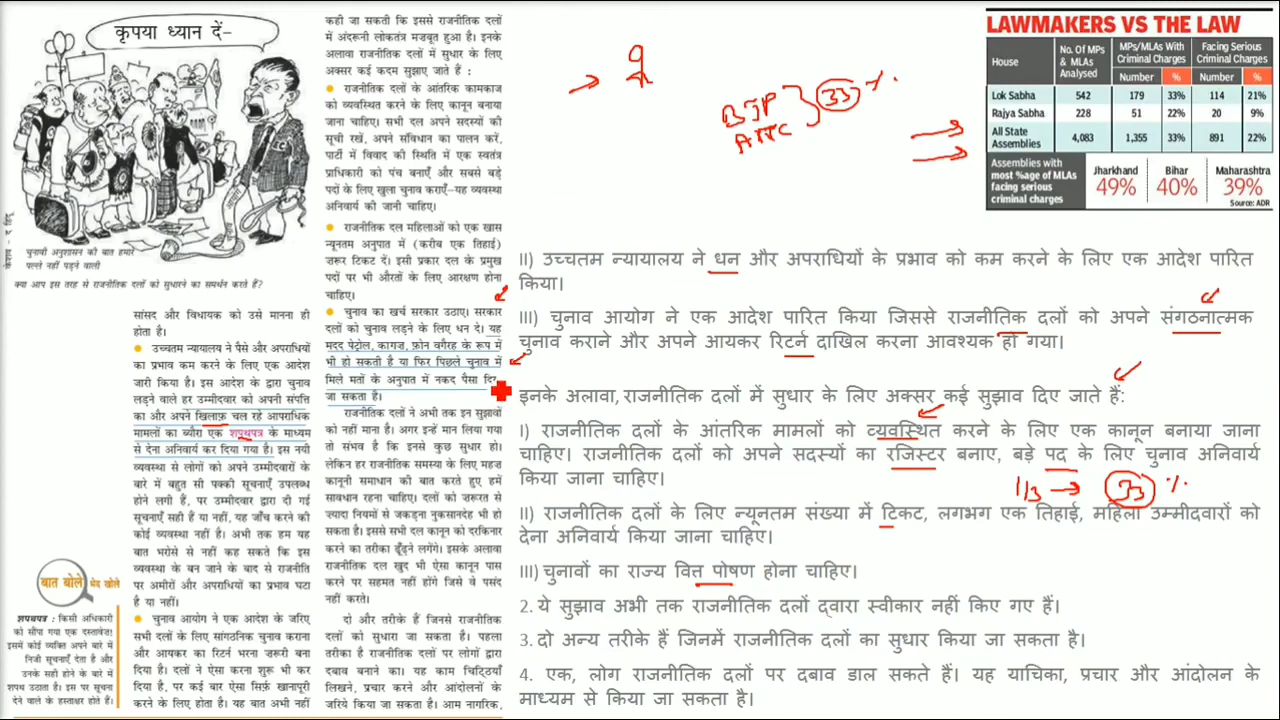 कृपया ध्यान दें-
चुनावी अनुशासन की बात हमारे
पल्ले नहीं पड़ने वाली
केशव - द हिंदू
क्या आप इस तरह से राजनीतिक दलों को सुधारने का समर्थन करते हैं?
सांसद और विधायक को उसे मानना ही
होता है।
उच्चतम न्यायालय ने पैसे और अपराधियों
का प्रभाव कम करने के लिए एक आदेश
जारी किया है। इस आदेश के द्वारा चुनाव
लड़ने वाले हर उम्मीदवार को अपनी संपत्ति
का और अपने खिलाफ़ चल रहे आपराधिक
मामलों का ब्यौरा एक शपथपत्र के माध्यम
से देना अनिवार्य कर दिया गया है। इस नयी
व्यवस्था से लोगों को अपने उम्मीदवारों के
बारे में बहुत सी पक्की सूचनाएँ उपलब्ध
होने लगी हैं, पर उम्मीदवार द्वारा दी गई
सूचनाएँ सही हैं या नहीं, यह जाँच करने की
कोई व्यवस्था नहीं है। अभी तक हम यह
बात भरोसे से नहीं कह सकते कि इस
व्यवस्था के बन जाने के बाद से राजनीति
पर अमीरों और अपराधियों का प्रभाव घटा
है या नहीं।
चुनाव आयोग ने एक आदेश के जरिए
सभी दलों के लिए सांगठनिक चुनाव कराना
और आयकर का रिटर्न भरना जरूरी बना
दिया है। दलों ने ऐसा करना शुरू भी कर
दिया है, पर कई बार ऐसा सिर्फ़ खानापूरी
करने के लिए होता है। यह बात अभी नहीं
बात बोले भेद खोले
शपथपत्र : किसी अधिकारी
को सौंपा गया एक दस्तावेज़।
इसमें कोई व्यक्ति अपने बारे में
निजी सूचनाएँ देता है और
उनके सही होने के बारे में
शपथ उठाता है। इस पर सूचना
देने वाले के हस्ताक्षर होते हैं।
कही जा सकती कि इससे राजनीतिक दलों
में अंदरूनी लोकतंत्र मजबूत हुआ है। इनके
अलावा राजनीतिक दलों में सुधार के लिए
अक्सर कई कदम सुझाए जाते हैं :
राजनीतिक दलों के आंतरिक कामकाज
को व्यवस्थित करने के लिए कानून बनाया
जाना चाहिए। सभी दल अपने सदस्यों की
सूची रखें, अपने संविधान का पालन करें,
पार्टी में विवाद की स्थिति में एक स्वतंत्र
प्राधिकारी को पंच बनाएँ और सबसे बड़े
पदों के लिए खुला चुनाव कराएँ-यह व्यवस्था
अनिवार्य की जानी चाहिए।
राजनीतिक दल महिलाओं को एक खास
न्यूनतम अनुपात में (करीब एक तिहाई)
ज़रूर टिकट दें। इसी प्रकार दल के प्रमुख
पदों पर भी औरतों के लिए आरक्षण होना
चाहिए।
चुनाव का खर्च सरकार उठाए। सरकार
दलों को चुनाव लड़ने के लिए धन दे। यह
मदद पेट्रोल, कागज, फ़ोन वगैरह के रूप में
भी हो सकती है या फिर पिछले चुनाव में
मिले मतों के अनुपात में नकद पैसा दि
जा सकता है।
राजनीतिक दलों ने अभी तक इन सुझावों
को नहीं माना है। अगर इन्हें मान लिया गया
तो संभव है कि इनसे कुछ सुधार हो।
लेकिन हर राजनीतिक समस्या के लिए महज
कानूनी समाधान की बात करते हुए हमें
सावधान रहना चाहिए। दलों को जरूरत से
ज्यादा नियमों से जकड़ना नुकसानदेह भी हो
सकता है। इससे सभी दल कानून को दरकिनार
करने का तरीका ढूँढ़ने लगेंगे। इसके अलावा
राजनीतिक दल खुद भी ऐसा कानून पास
करने पर सहमत नहीं होंगे जिसे वे पसंद
नहीं करते।
दो और तरीके हैं जिनसे राजनीतिक
दलों को सुधारा जा सकता है। पहला
तरीका है राजनीतिक दलों पर लोगों द्वारा
दबाव बनाने का। यह काम चिट्ठियाँ
लिखने, प्रचार करने और आंदोलनों के
जरिये किया जा सकता है। आम नागरिक,
BJP
33 %
LAWMAKERS VS THE LAW
House No. Of MPs & MLAs Analysed MPs/MLAs With Criminal Charges Facing Serious Criminal Charges
Number % Number %
Lok Sabha 542 179 33% 114 21%
Rajya Sabha 228 51 22% 20 9%
All State Assemblies 4,083 1,355 33% 891 22%
Assemblies with most %age of MLAs facing serious criminal charges
Jharkhand 49% Bihar 40% Maharashtra 39%
Source: ADR
II) उच्चतम न्यायालय ने धन और अपराधियों के प्रभाव को कम करने के लिए एक आदेश पारित
किया।
III) चुनाव आयोग ने एक आदेश पारित किया जिससे राजनीतिक दलों को अपने संगठनात्मक
चुनाव कराने और अपने आयकर रिटर्न दाखिल करना आवश्यक हो गया।
इनके अलावा, राजनीतिक दलों में सुधार के लिए अक्सर कई सुझाव दिए जाते हैं:
I) राजनीतिक दलों के आंतरिक मामलों को व्यवस्थित करने के लिए एक कानून बनाया जाना
चाहिए। राजनीतिक दलों को अपने सदस्यों का रजिस्टर बनाए, बड़े पद के लिए चुनाव अनिवार्य
किया जाना चाहिए।
1/3 33 %
II) राजनीतिक दलों के लिए न्यूनतम संख्या में टिकट, लगभग एक तिहाई, महिला उम्मीदवारों को
देना अनिवार्य किया जाना चाहिए।
III) चुनावों का राज्य वित्त पोषण होना चाहिए।
2. ये सुझाव अभी तक राजनीतिक दलों द्वारा स्वीकार नहीं किए गए हैं।
3. दो अन्य तरीके हैं जिनमें राजनीतिक दलों का सुधार किया जा सकता है।
4. एक, लोग राजनीतिक दलों पर दबाव डाल सकते हैं। यह याचिका, प्रचार और आंदोलन के
माध्यम से किया जा सकता है।